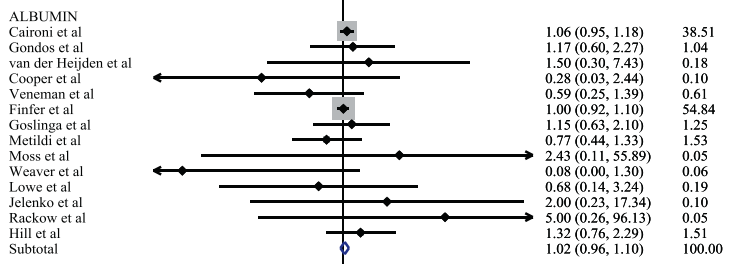 ALBUMIN
Caironi et al 1.06 (0.95, 1.18) 38.51
Gondos et al 1.17 (0.60, 2.27) 1.04
van der Heijden et al 1.50 (0.30, 7.43) 0.18
Cooper et al 0.28 (0.03, 2.44) 0.10
Veneman et al 0.59 (0.25, 1.39) 0.61
Finfer et al 1.00 (0.92, 1.10) 54.84
Goslinga et al 1.15 (0.63, 2.10) 1.25
Metildi et al 0.77 (0.44, 1.33) 1.53
Moss et al 2.43 (0.11, 55.89) 0.05
Weaver et al 0.08 (0.00, 1.30) 0.06
Lowe et al 0.68 (0.14, 3.24) 0.19
Jelenko et al 2.00 (0.23, 17.34) 0.10
Rackow et al 5.00 (0.26, 96.13) 0.05
Hill et al 1.32 (0.76, 2.29) 1.51
Subtotal 1.02 (0.96, 1.10) 100.00